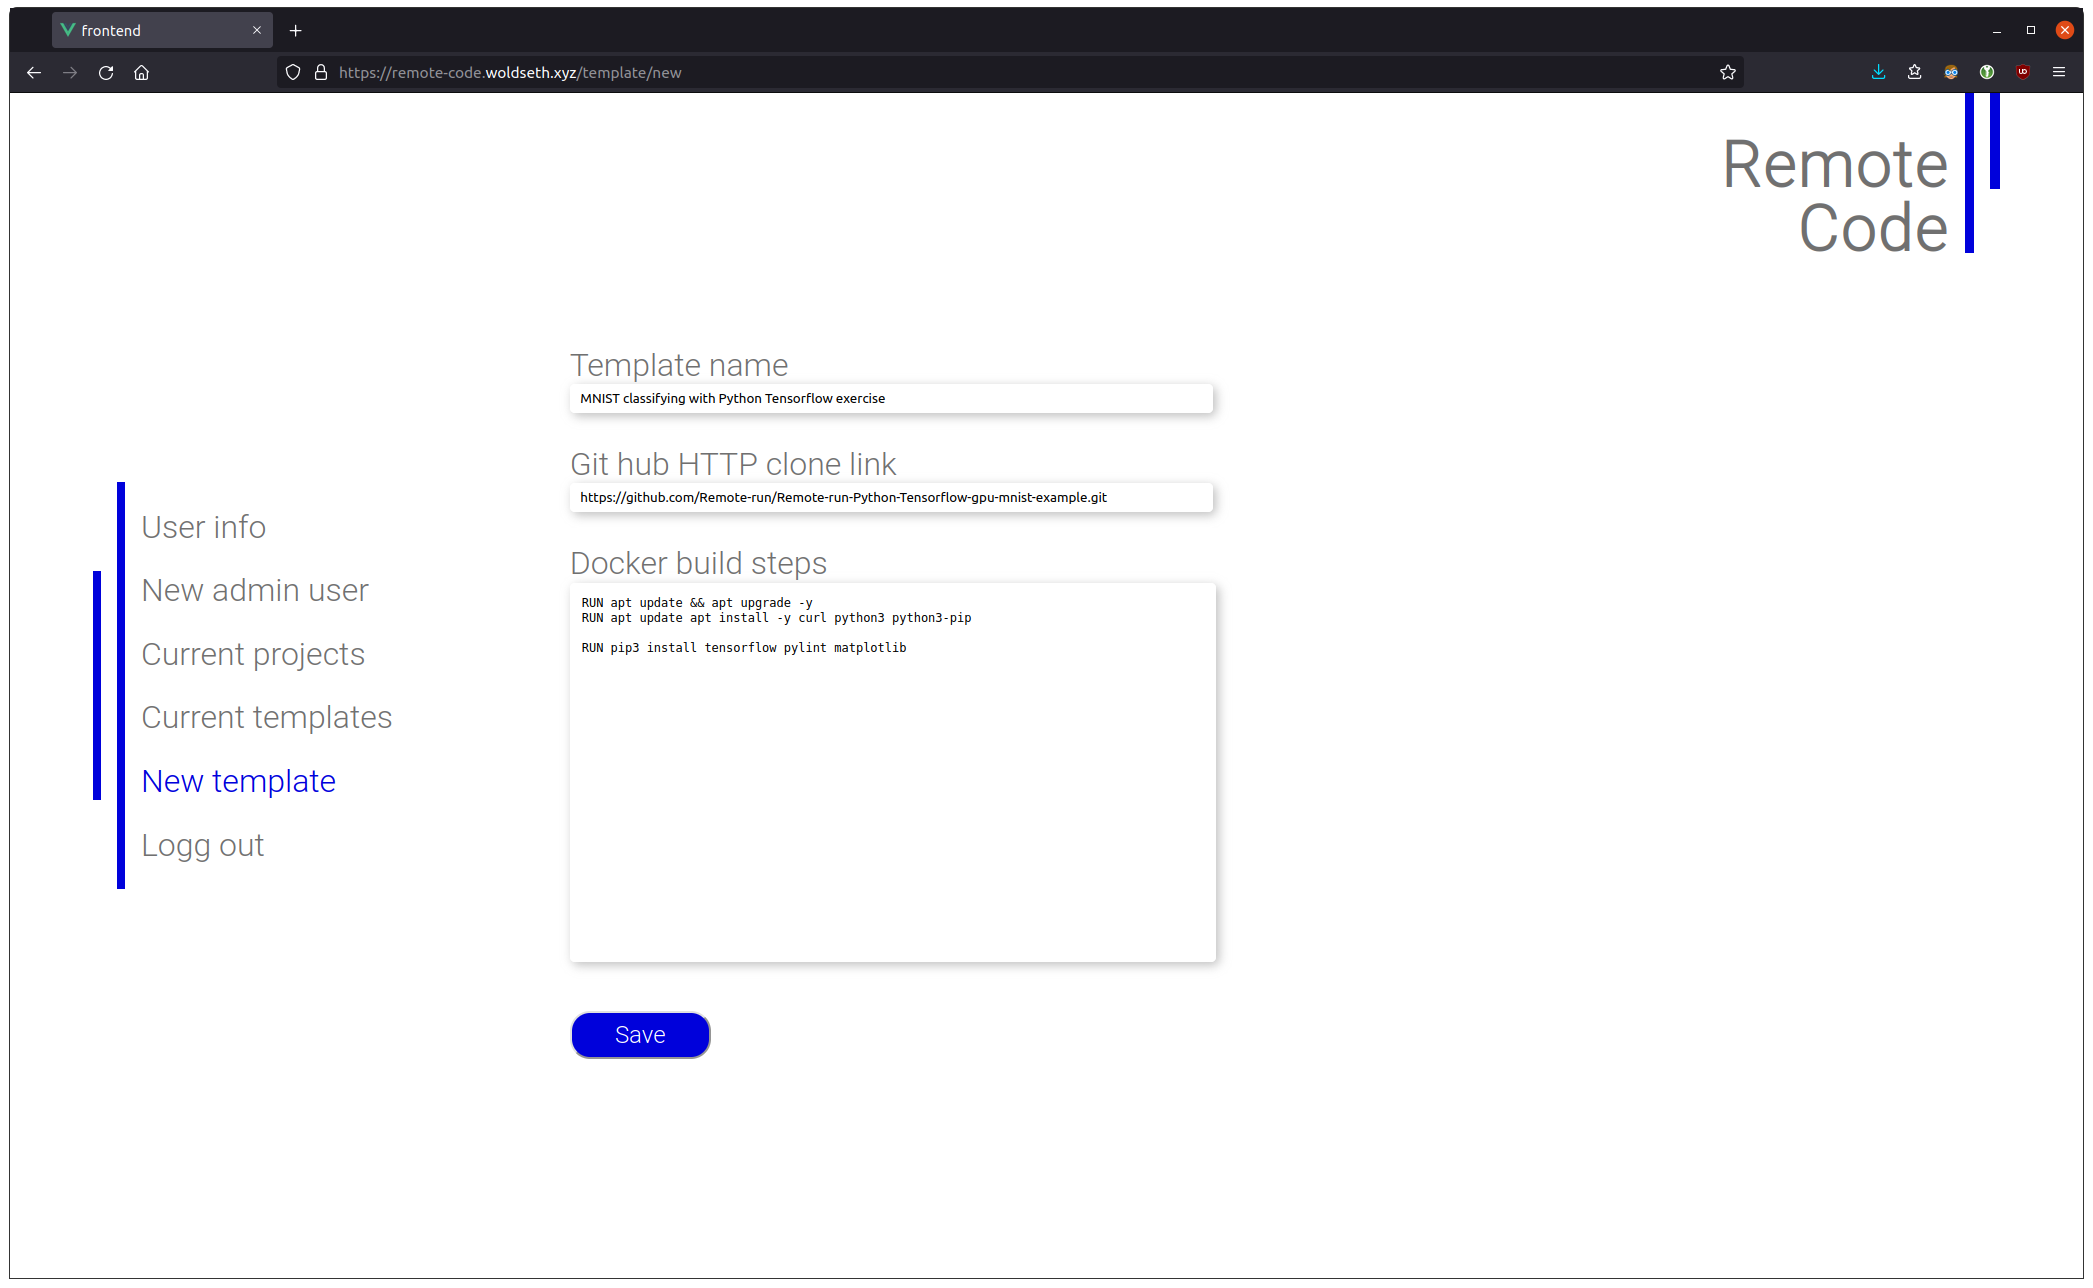 frontend
https://remote-code.woldseth.xyz/template/new
Remote
Code
User info
New admin user
Current projects
Current templates
New template
Logg out
Template name
MNIST classifying with Python Tensorflow exercise
Git hub HTTP clone link
https://github.com/Remote-run/Remote-run-Python-Tensorflow-gpu-mnist-example.git
Docker build steps
RUN apt update && apt upgrade -y
RUN apt update apt install -y curl python3 python3-pip
RUN pip3 install tensorflow pylint matplotlib
Save